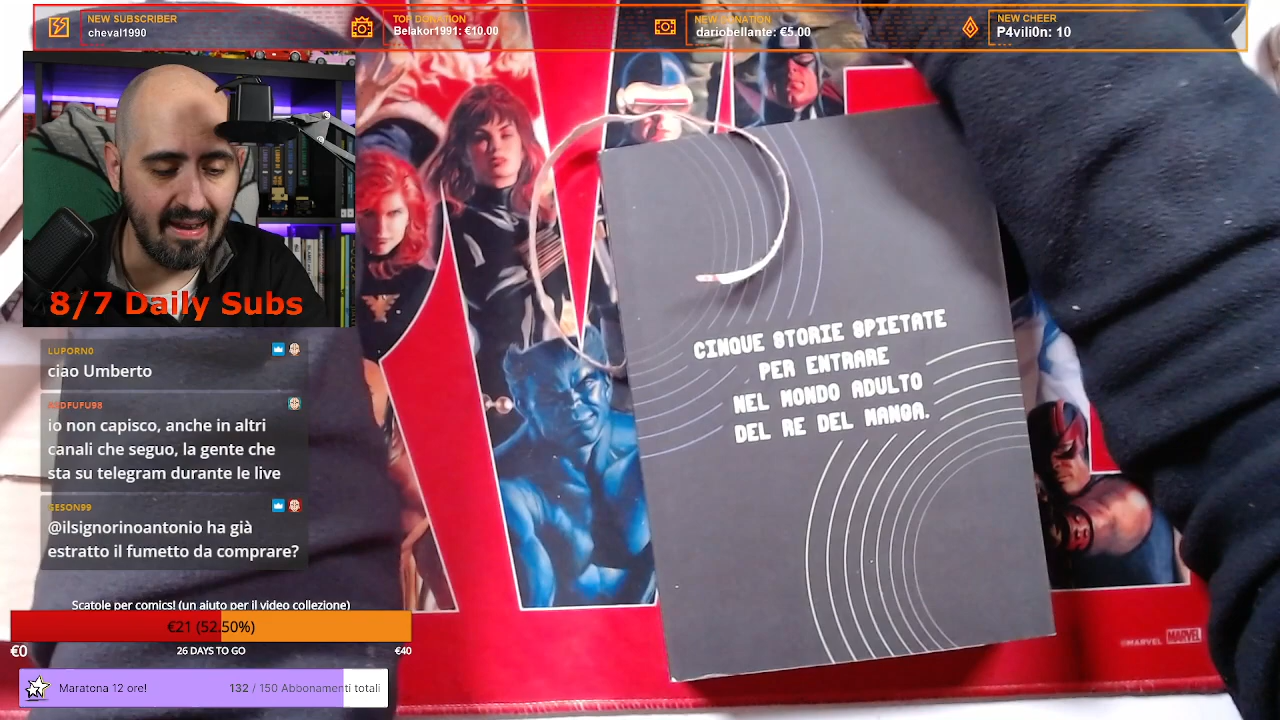 NEW SUBSCRIBER
cheval1990
TOP DONATION
Belakor1991: €10.00
NEW DONATION
dariobellante: €5.00
NEW CHEER
P4vili0n: 10
8/7 Daily Subs
LUPORN0
ciao Umberto
io non capisco, anche in altri
canali che seguo, la gente che
sta su telegram durante le live
GESON99
@ilsignorinoantonio ha già
estratto il fumetto da comprare?
Scatole per comics! (un aiuto per il video collezione)
€21 (52.50%)
€0
26 DAYS TO GO
€40
Maratona 12 ore!
132 / 150 Abbonamenti totali
CINQUE STORIE SPIETATE
PER ENTRARE
NEL MONDO ADULTO
DEL RE DEL MANGA.
©MARVEL MARVEL